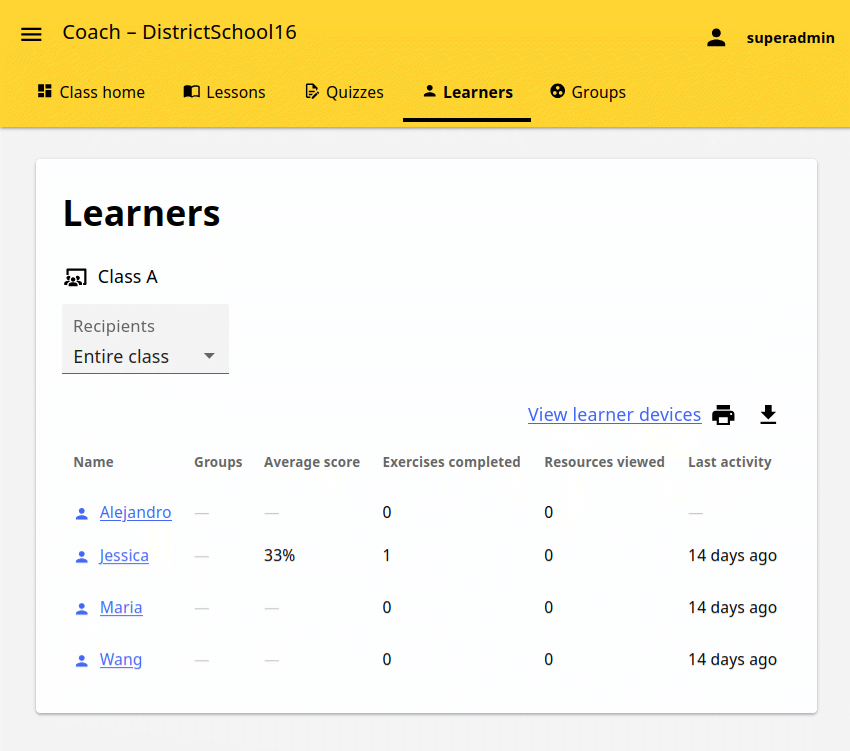 Coach – DistrictSchool16
superadmin
Class home Lessons Quizzes Learners Groups
Learners
Class A
Recipients
Entire class
View learner devices
Name Groups Average score Exercises completed Resources viewed Last activity
Alejandro — — 0 0 —
Jessica — 33% 1 0 14 days ago
Maria — — 0 0 14 days ago
Wang — — 0 0 14 days ago